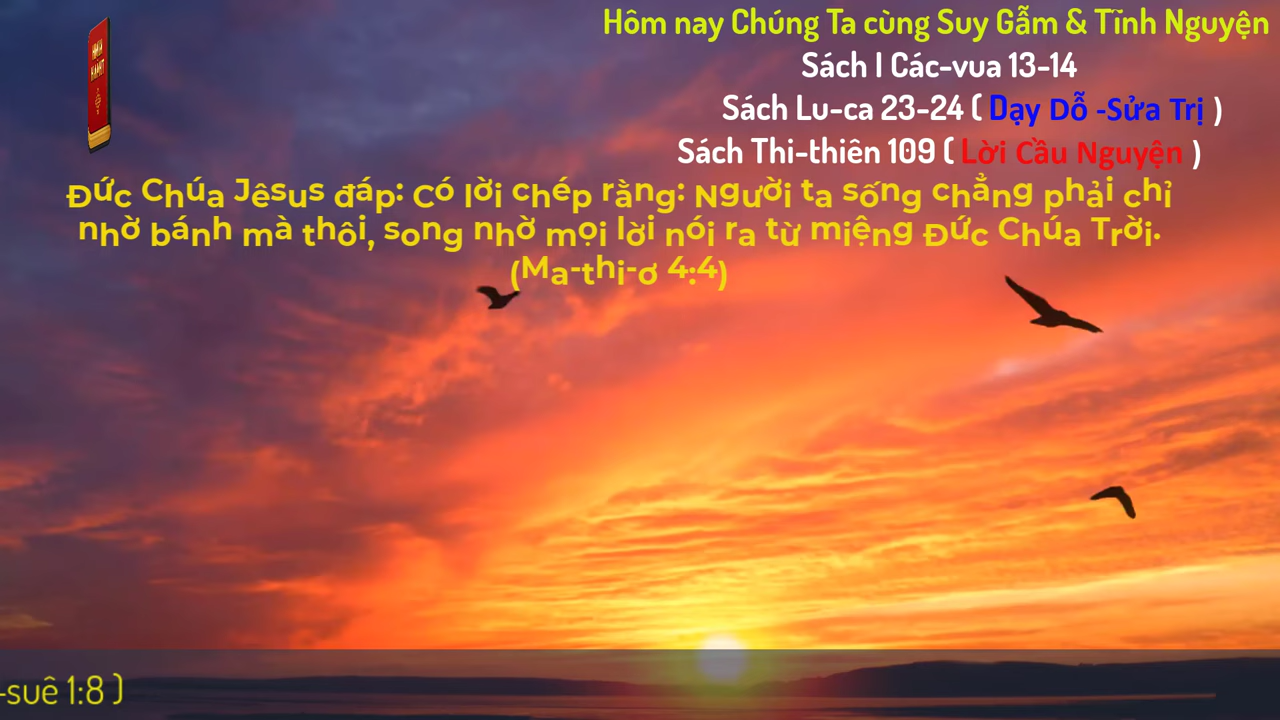 Hôm nay Chúng Ta cùng Suy Gẫm & Tĩnh Nguyện
Sách I Các-vua 13-14
Sách Lu-ca 23-24 ( Dạy Dỗ -Sửa Trị )
Sách Thi-thiên 109 ( Lời Cầu Nguyện )
Đức Chúa Jêsus đáp: Có lời chép rằng: Người ta sống chẳng phải chỉ
nhờ bánh mà thôi, song nhờ mọi lời nói ra từ miệng Đức Chúa Trời.
(Ma-thi-ơ 4:4)
-suê 1:8 )